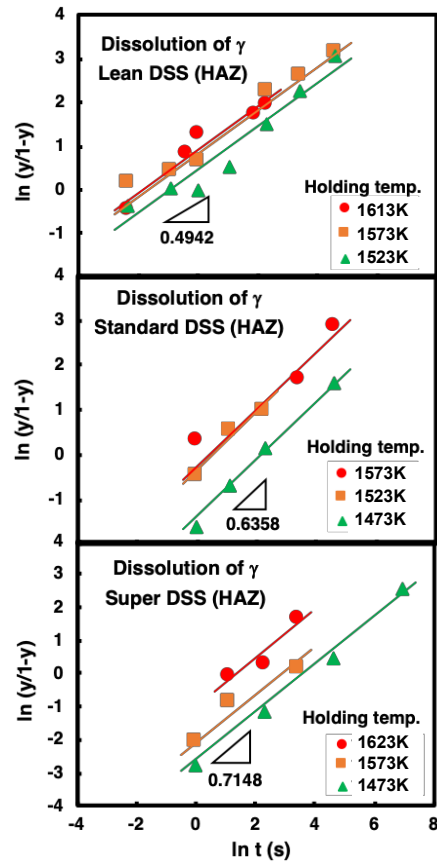 4
Dissolution of γ
Lean DSS (HAZ)
3
2
1
0
-1
ln (y/1-y)
0.4942
Holding temp.
1613K
1573K
1523K
4
Dissolution of γ
Standard DSS (HAZ)
3
2
1
0
-1
ln (y/1-y)
0.6358
Holding temp.
1573K
1523K
1473K
4
Dissolution of γ
Super DSS (HAZ)
3
2
1
0
-1
-2
-3
-4
ln (y/1-y)
0.7148
Holding temp.
1623K
1573K
1473K
-4 -2 0 2 4 6 8
ln t (s)